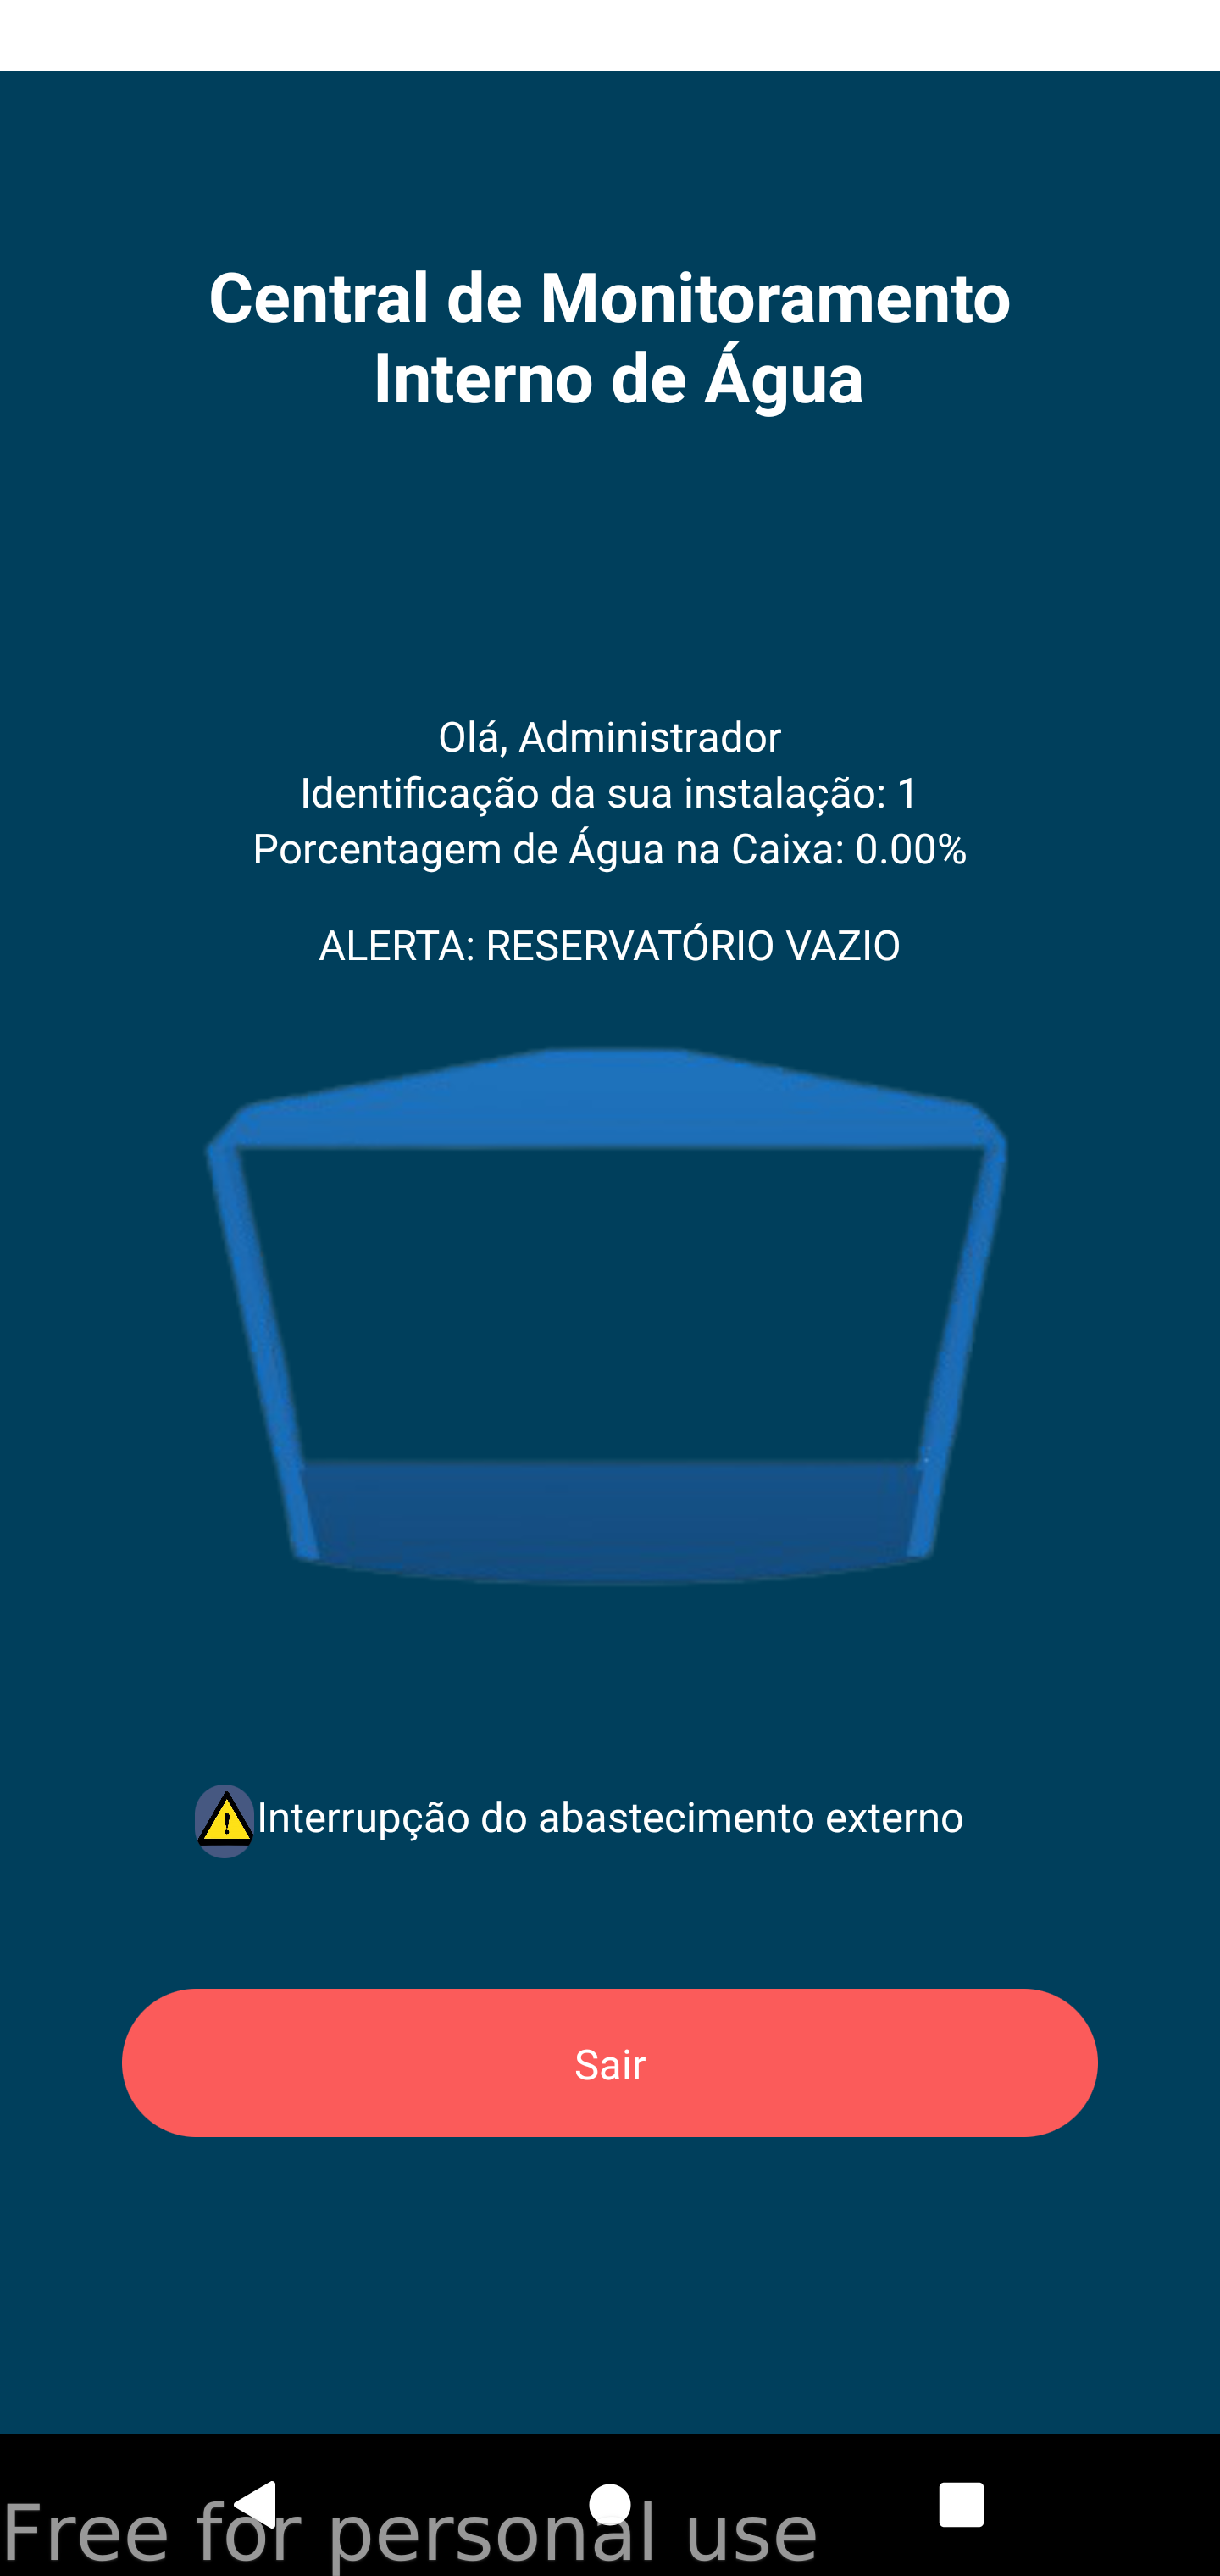 Central de Monitoramento
Interno de Água
Olá, Administrador
Identificação da sua instalação: 1
Porcentagem de Água na Caixa: 0.00%
ALERTA: RESERVATÓRIO VAZIO
Interrupção do abastecimento externo
Sair
Free for personal use